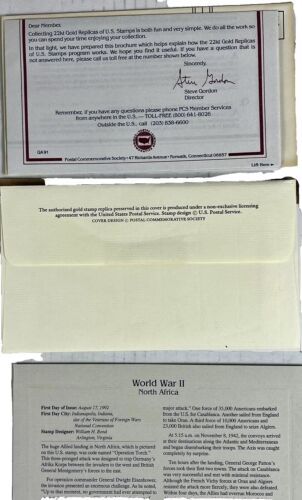 Dear Member,
Collecting 22kt Gold Replicas of U.S. Stamps is both fun and very simple. We do all the work so
you can spend your time enjoying your collection.
In that light, we have prepared this brochure which helps explain how the 22kt Gold Replicas
of U.S. Stamps program works. We hope you find it useful. If you have a question that is
not answered here, please call us toll free at the number shown below.
Sincerely,
Steve Gordon
Steve Gordon
Director
Remember, if you have any questions please phone PCS Member Services
from anywhere in the U.S. — TOLL-FREE (800) 641-8026
Outside the U.S., call (203) 838-6600
GA91
Postal Commemorative Society • 47 Richards Avenue • Norwalk, Connecticut 06857
Lift Here
The authorized gold stamp replica preserved in this cover is produced under a non-exclusive licensing
agreement with the United States Postal Service. Stamp design © U.S. Postal Service.
COVER DESIGN © POSTAL COMMEMORATIVE SOCIETY
World War II
North Africa
First Day of Issue: August 17, 1992
First Day City: Indianapolis, Indiana,
site of the Veterans of Foreign Wars
National Convention
Stamp Designer: William H. Bond
Arlington, Virginia
The huge Allied landing in North Africa, which is pictured
on this U.S. stamp, was code named "Operation Torch."
This three-pronged attack was designed to trap Germany's
Afrika Korps between the invaders in the west and British
General Montgomery's forces to the east.
For operation commander General Dwight Eisenhower,
the invasion presented an enormous challenge. As he noted,
"Up to that moment, no government had ever attempted
major attack." One force of 35,000 Americans embarked
from the U.S. for Casablanca. Another sailed from England
to take Oran. A third force of 10,000 Americans and
23,000 British also sailed from England to seize Algiers.
At 5:15 a.m. on November 8, 1942, the convoys arrived
at their destinations along the Atlantic and Mediterranean
and began disembarking their troops. The Axis was caught
completely by surprise.
Ten hours after the landing, General George Patton's
forces took their first two towns. The attack on Casablanca
was very successful and met with minimal opposition.
Although the French Vichy forces at Oran and Algiers
resisted the attack more fiercely, they were also defeated.
Within four days, the Allied had